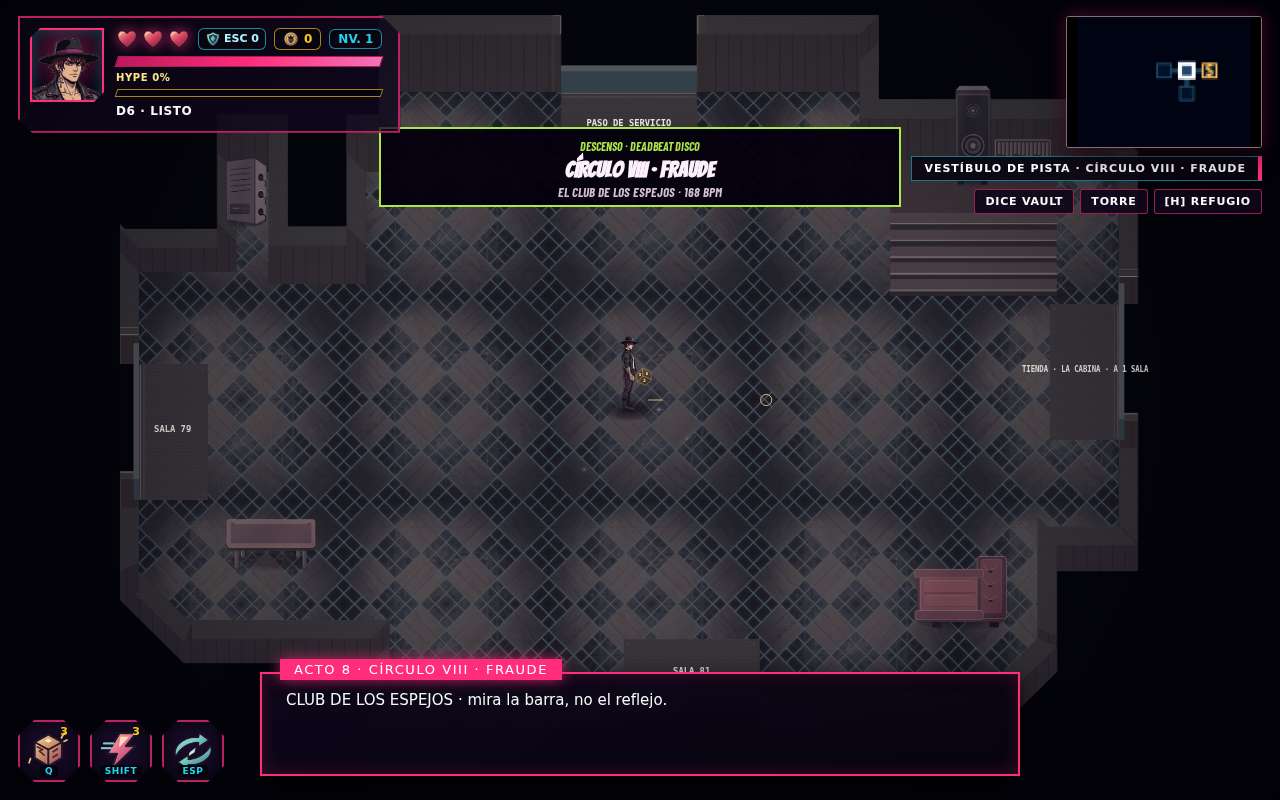 ESC 0
0
NV. 1
HYPE 0%
D6 · LISTO
PASO DE SERVICIO
DESCENSO · DEADBEAT DISCO
CÍRCULO VIII · FRAUDE
EL CLUB DE LOS ESPEJOS · 168 BPM
$
VESTÍBULO DE PISTA · CÍRCULO VIII · FRAUDE
DICE VAULT
TORRE
[H] REFUGIO
TIENDA · LA CABINA · A 1 SALA
SALA 79
SALA 81
ACTO 8 · CÍRCULO VIII · FRAUDE
CLUB DE LOS ESPEJOS · mira la barra, no el reflejo.
3
Q
3
SHIFT
ESP